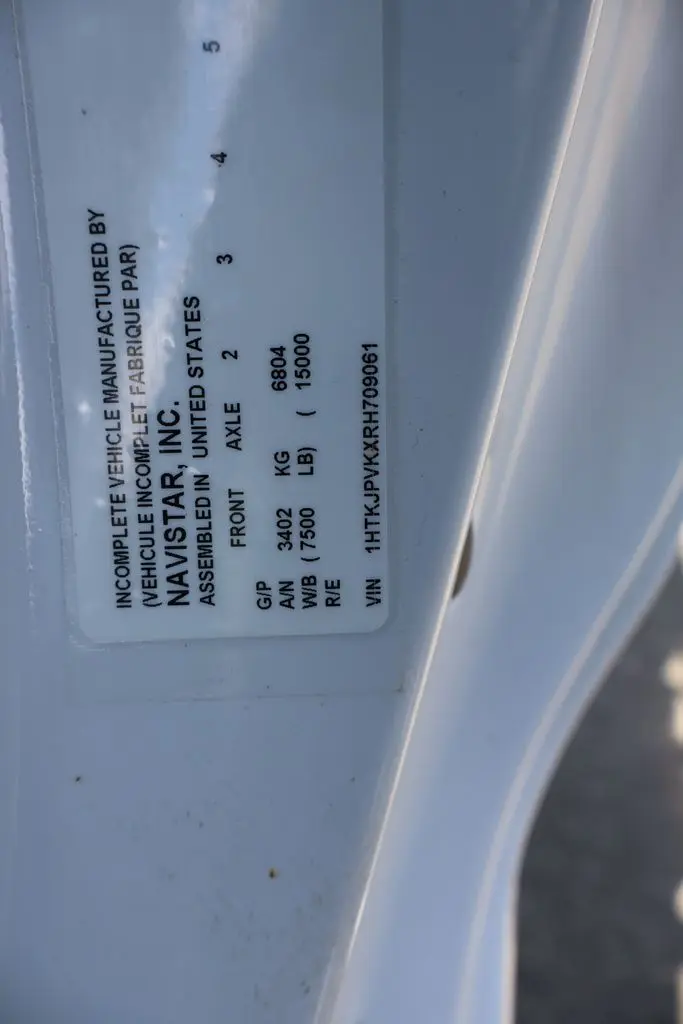 INCOMPLETE VEHICLE MANUFACTURED BY
(VEHICULE INCOMPLET FABRIQUE PAR)
NAVISTAR, INC.
ASSEMBLED IN UNITED STATES
FRONT AXLE 2 3 4 5
G/P
A/N 3402 KG 6804
W/B ( 7500 LB) ( 15000
R/E
VIN 1HTKJPVKXRH709061